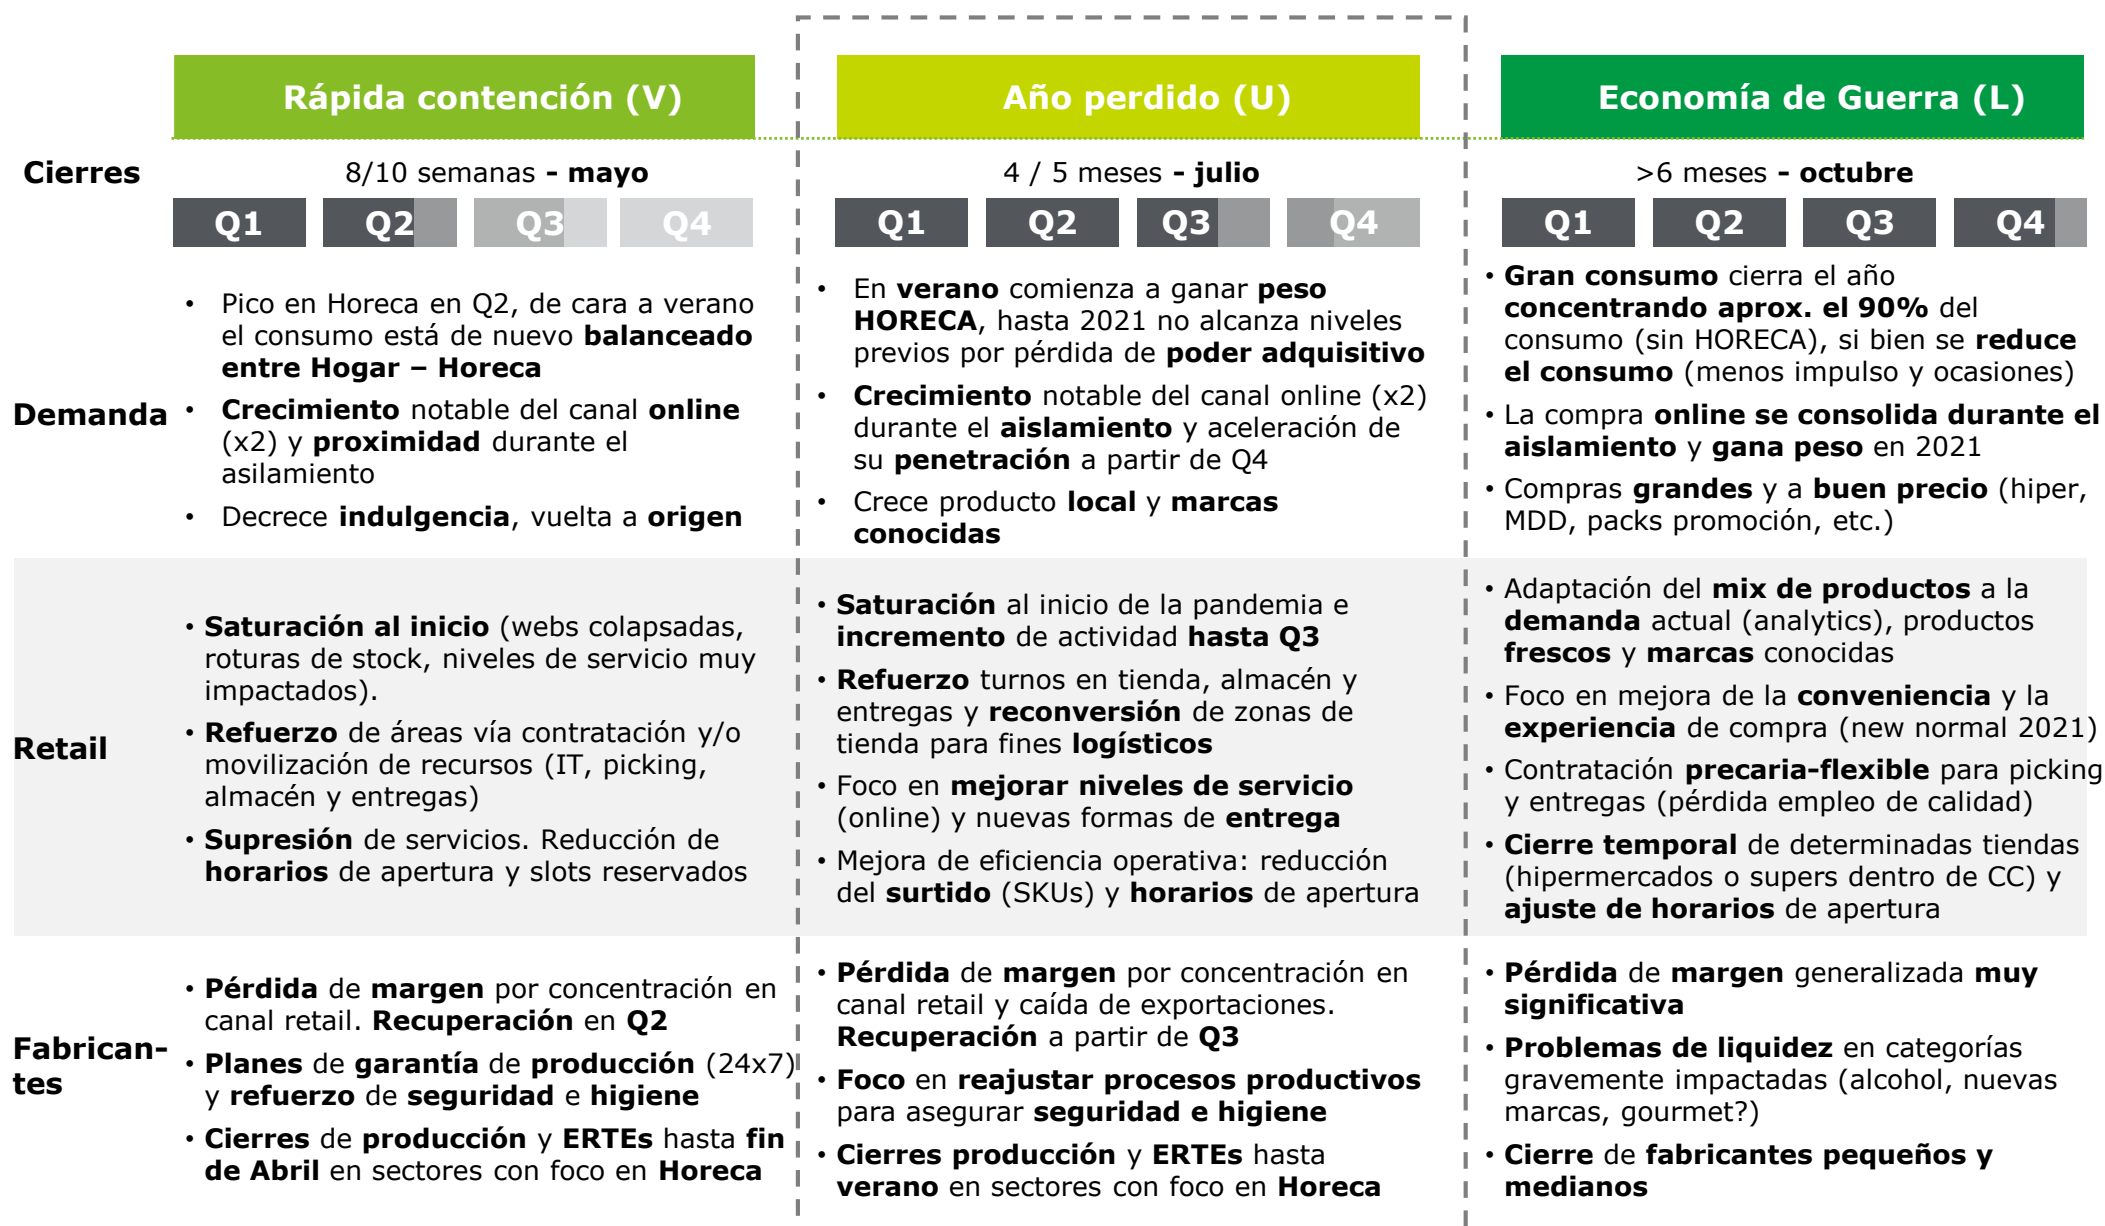 Rápida contención (V)
Año perdido (U)
Economía de Guerra (L)
Cierres
8/10 semanas - mayo
4 / 5 meses - julio
>6 meses - octubre
Q1 Q2 Q3 Q4
Q1 Q2 Q3 Q4
Q1 Q2 Q3 Q4
Demanda
• Pico en Horeca en Q2, de cara a verano
el consumo está de nuevo balanceado
entre Hogar – Horeca
• Crecimiento notable del canal online
(x2) y proximidad durante el
asilamiento
• Decrece indulgencia, vuelta a origen
• En verano comienza a ganar peso
HORECA, hasta 2021 no alcanza niveles
previos por pérdida de poder adquisitivo
• Crecimiento notable del canal online (x2)
durante el aislamiento y aceleración de
su penetración a partir de Q4
• Crece producto local y marcas
conocidas
• Gran consumo cierra el año
concentrando aprox. el 90% del
consumo (sin HORECA), si bien se reduce
el consumo (menos impulso y ocasiones)
• La compra online se consolida durante el
aislamiento y gana peso en 2021
• Compras grandes y a buen precio (hiper,
MDD, packs promoción, etc.)
Retail
• Saturación al inicio (webs colapsadas,
roturas de stock, niveles de servicio muy
impactados).
• Refuerzo de áreas vía contratación y/o
movilización de recursos (IT, picking,
almacén y entregas)
• Supresión de servicios. Reducción de
horarios de apertura y slots reservados
• Saturación al inicio de la pandemia e
incremento de actividad hasta Q3
• Refuerzo turnos en tienda, almacén y
entregas y reconversión de zonas de
tienda para fines logísticos
• Foco en mejorar niveles de servicio
(online) y nuevas formas de entrega
• Mejora de eficiencia operativa: reducción
del surtido (SKUs) y horarios de apertura
• Adaptación del mix de productos a la
demanda actual (analytics), productos
frescos y marcas conocidas
• Foco en mejora de la conveniencia y la
experiencia de compra (new normal 2021)
• Contratación precaria-flexible para picking
y entregas (pérdida empleo de calidad)
• Cierre temporal de determinadas tiendas
(hipermercados o supers dentro de CC) y
ajuste de horarios de apertura
Fabrican-
tes
• Pérdida de margen por concentración en
canal retail. Recuperación en Q2
• Planes de garantía de producción (24x7)
y refuerzo de seguridad e higiene
• Cierres de producción y ERTEs hasta fin
de Abril en sectores con foco en Horeca
• Pérdida de margen por concentración en
canal retail y caída de exportaciones.
Recuperación a partir de Q3
• Foco en reajustar procesos productivos
para asegurar seguridad e higiene
• Cierres producción y ERTEs hasta
verano en sectores con foco en Horeca
• Pérdida de margen generalizada muy
significativa
• Problemas de liquidez en categorías
gravemente impactadas (alcohol, nuevas
marcas, gourmet?)
• Cierre de fabricantes pequeños y
medianos